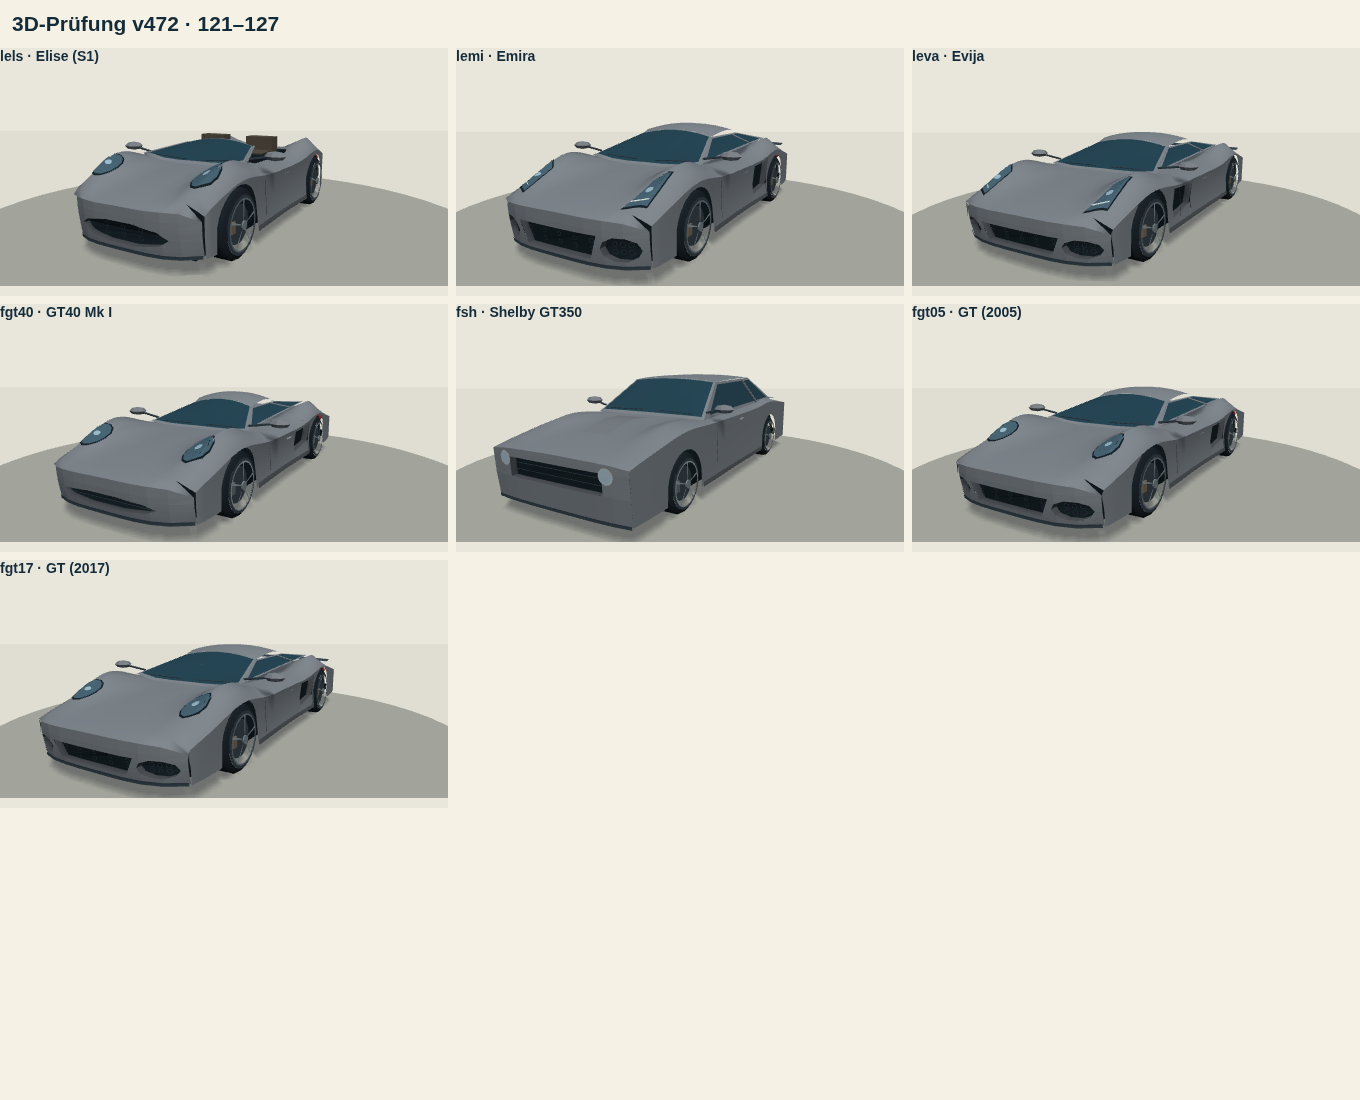 3D-Prüfung v472 · 121–127
lels · Elise (S1)
lemi · Emira
leva · Evija
fgt40 · GT40 Mk I
fsh · Shelby GT350
fgt05 · GT (2005)
fgt17 · GT (2017)